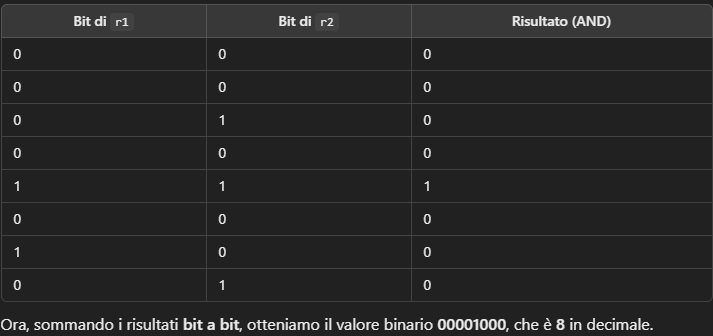 Bit di r1 Bit di r2 Risultato (AND)
0 0 0
0 0 0
0 1 0
0 0 0
1 1 1
0 0 0
1 0 0
0 1 0
Ora, sommando i risultati bit a bit, otteniamo il valore binario 00001000, che è 8 in decimale.